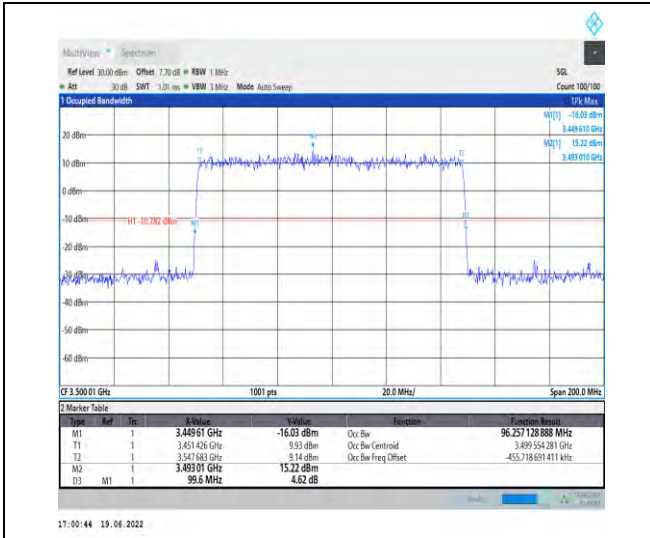 MultiView Spectrum
Ref Level 30.00 dBm Offset 7.70 dB RBW 1 MHz SGL
Att 30 dB SWT 1.01 ms VBW 3 MHz Mode Auto Sweep Count 100/100
1 Occupied Bandwidth 1Pk Max
M1[1] -16.03 dBm
3.449 610 GHz
M2[1] 15.22 dBm
3.493 010 GHz
20 dBm
T1 M2 T2
10 dBm
0 dBm
-10 dBm H1 -10.782 dBm M1 D3
-20 dBm
-30 dBm
-40 dBm
-50 dBm
-60 dBm
CF 3.500 01 GHz 1001 pts 20.0 MHz/ Span 200.0 MHz
2 Marker Table
Type Ref Trc X-Value Y-Value Function Function Result
M1 1 3.449 61 GHz -16.03 dBm Occ Bw 96.257 128 888 MHz
T1 1 3.451 426 GHz 9.93 dBm Occ Bw Centroid 3.499 554 281 GHz
T2 1 3.547 683 GHz 9.14 dBm Occ Bw Freq Offset -455.718 691 411 kHz
M2 1 3.493 01 GHz 15.22 dBm
D3 M1 1 99.6 MHz 4.62 dB
17:00:44 19.06.2022